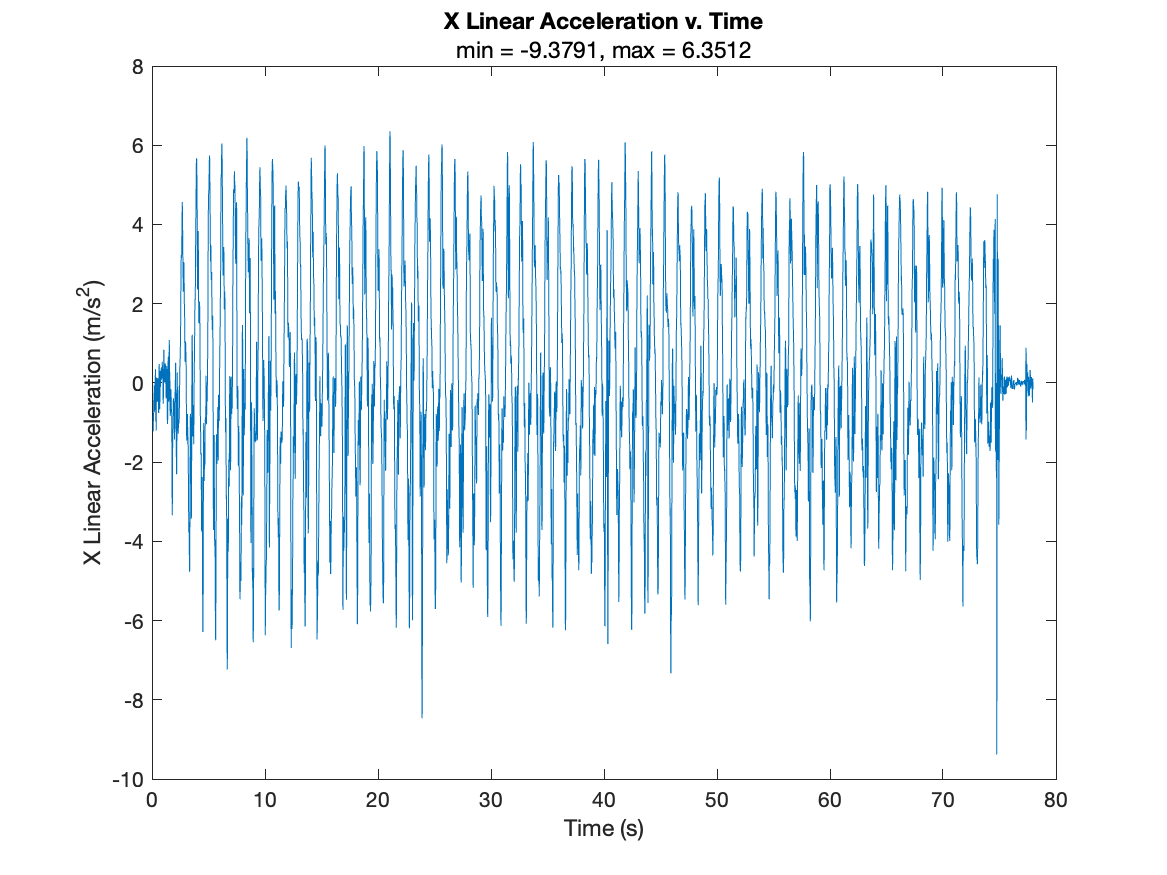 X Linear Acceleration v. Time
min = -9.3791, max = 6.3512
8
6
4
2
0
-2
-4
-6
-8
-10
X Linear Acceleration (m/s²)
0 10 20 30 40 50 60 70 80
Time (s)